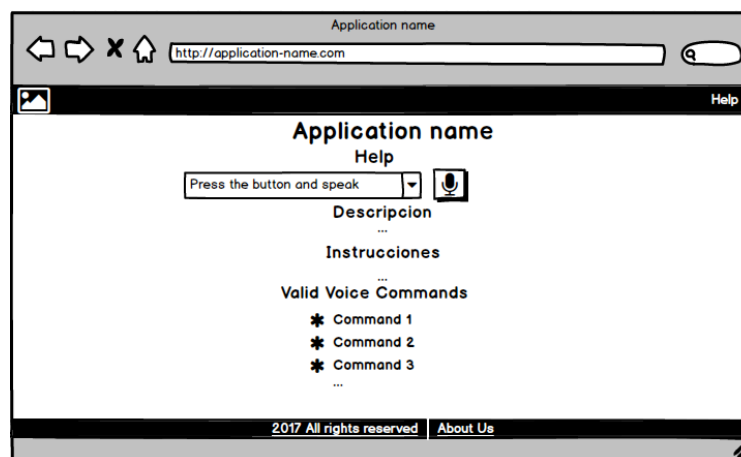 Application name
http://application-name.com
Help
Application name
Help
Press the button and speak
Descripcion
...
Instrucciones
...
Valid Voice Commands
Command 1
Command 2
Command 3
...
2017 All rights reserved About Us